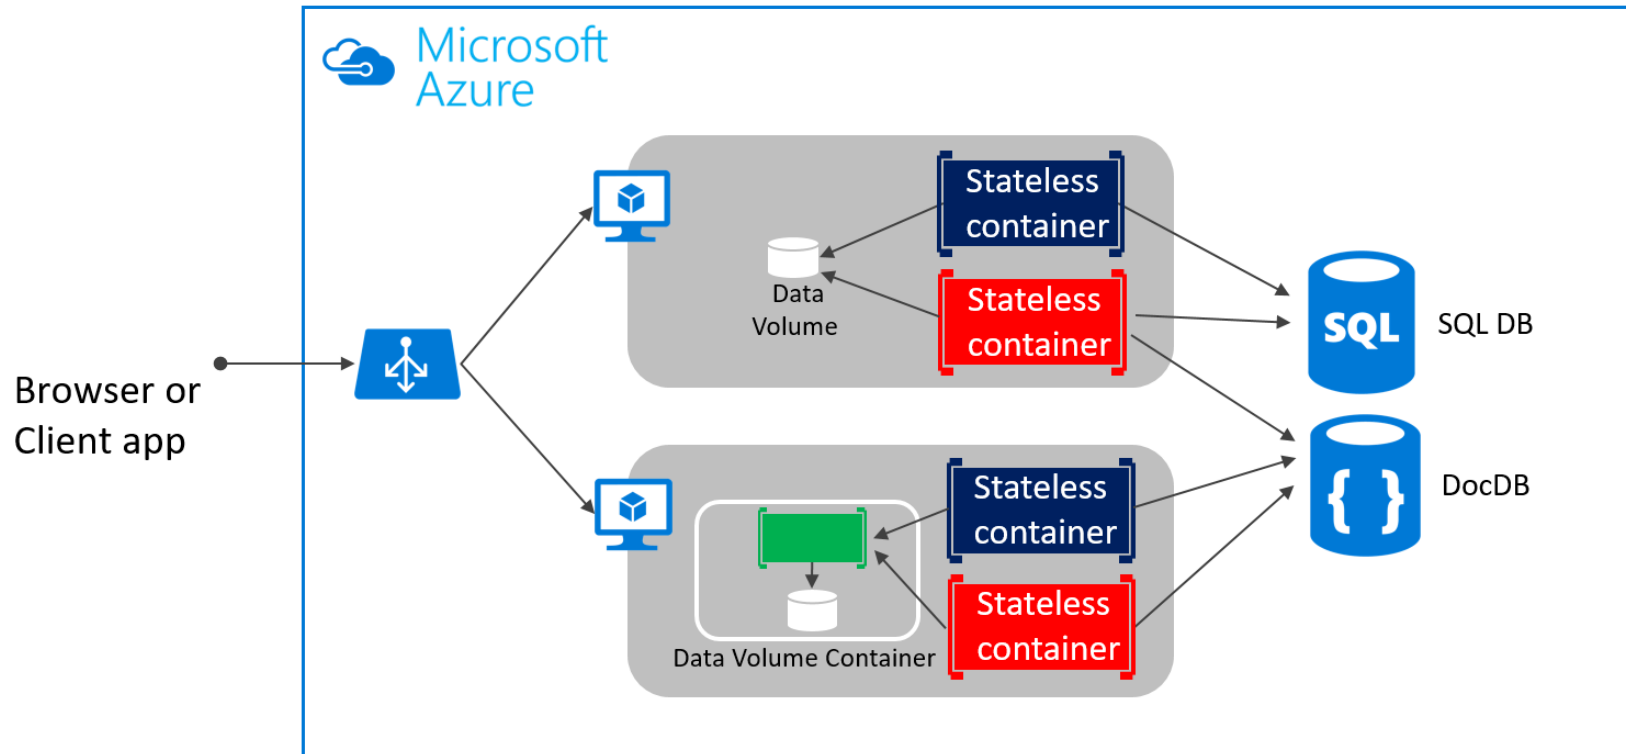 Microsoft
Azure
Stateless
container
Data
Volume
Stateless
container
SQL
SQL DB
Browser or
Client app
Stateless
container
{ }
DocDB
Stateless
container
Data Volume Container